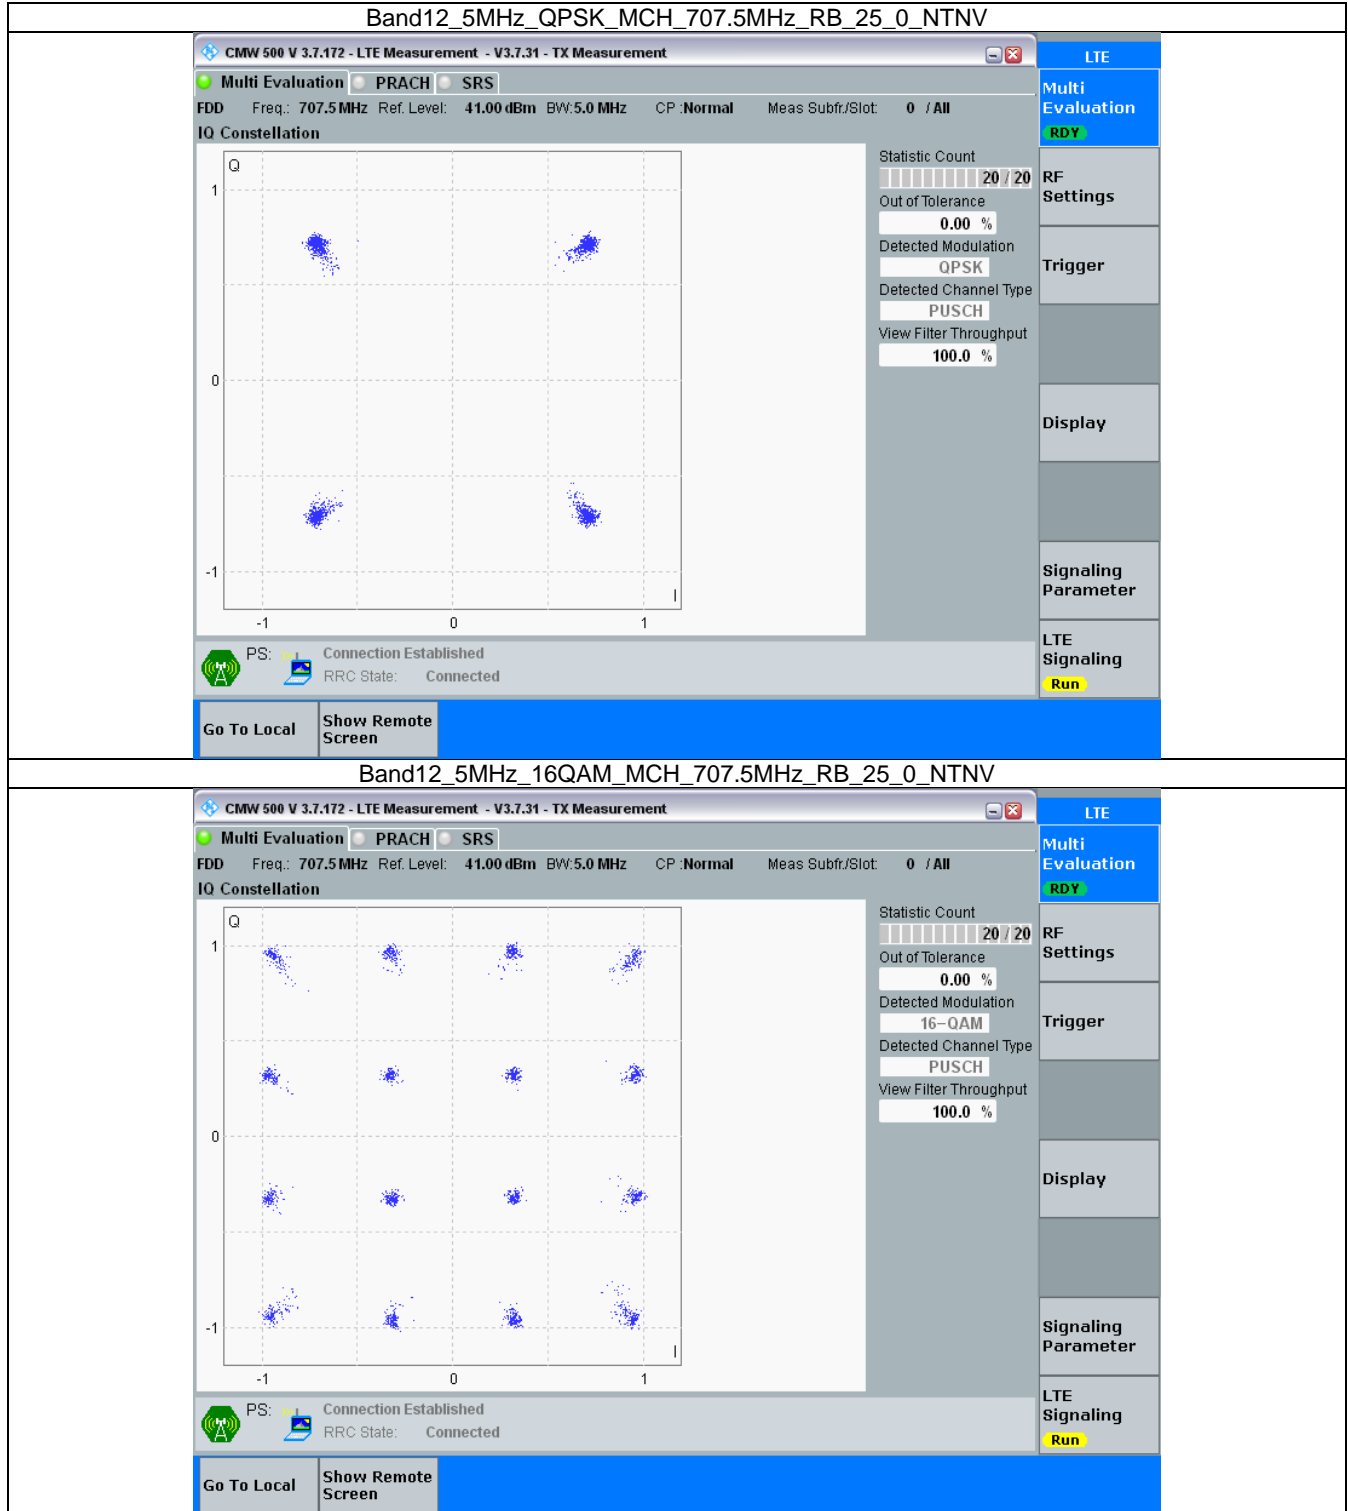 Band12_5MHz_QPSK_MCH_707.5MHz_RB_25_0_NTNV
CMW 500 V 3.7.172 - LTE Measurement - V3.7.31 - TX Measurement
LTE
Multi Evaluation PRACH SRS
Multi
Evaluation
RDY
FDD Freq.: 707.5 MHz Ref. Level: 41.00 dBm BW: 5.0 MHz CP : Normal Meas Subfr./Slot: 0 / All
IQ Constellation
Q
1
0
-1
-1 0 1
I
Statistic Count
20 / 20
Out of Tolerance
0.00 %
Detected Modulation
QPSK
Detected Channel Type
PUSCH
View Filter Throughput
100.0 %
RF
Settings
Trigger
Display
Signaling
Parameter
LTE
Signaling
Run
PS: Connection Established
RRC State: Connected
Go To Local
Show Remote
Screen
Band12_5MHz_16QAM_MCH_707.5MHz_RB_25_0_NTNV
CMW 500 V 3.7.172 - LTE Measurement - V3.7.31 - TX Measurement
LTE
Multi Evaluation PRACH SRS
Multi
Evaluation
RDY
FDD Freq.: 707.5 MHz Ref. Level: 41.00 dBm BW: 5.0 MHz CP : Normal Meas Subfr./Slot: 0 / All
IQ Constellation
Q
1
0
-1
-1 0 1
I
Statistic Count
20 / 20
Out of Tolerance
0.00 %
Detected Modulation
16-QAM
Detected Channel Type
PUSCH
View Filter Throughput
100.0 %
RF
Settings
Trigger
Display
Signaling
Parameter
LTE
Signaling
Run
PS: Connection Established
RRC State: Connected
Go To Local
Show Remote
Screen